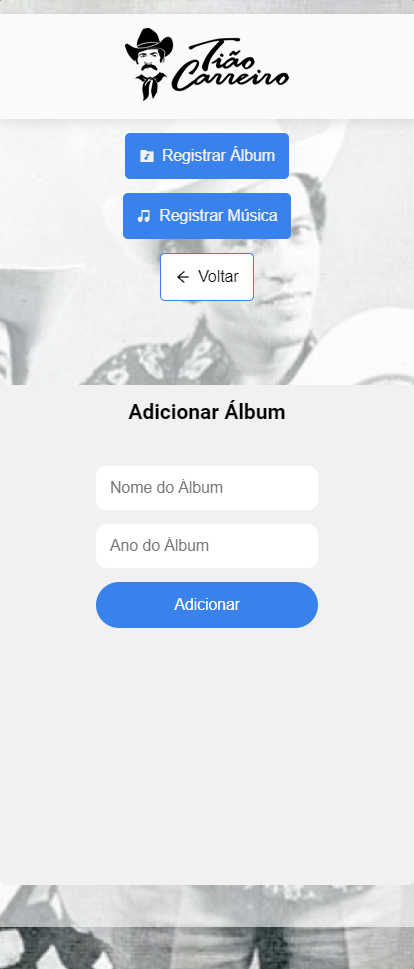 Tião
Carreiro
Registrar Álbum
Registrar Música
Voltar
Adicionar Álbum
Nome do Álbum
Ano do Álbum
Adicionar